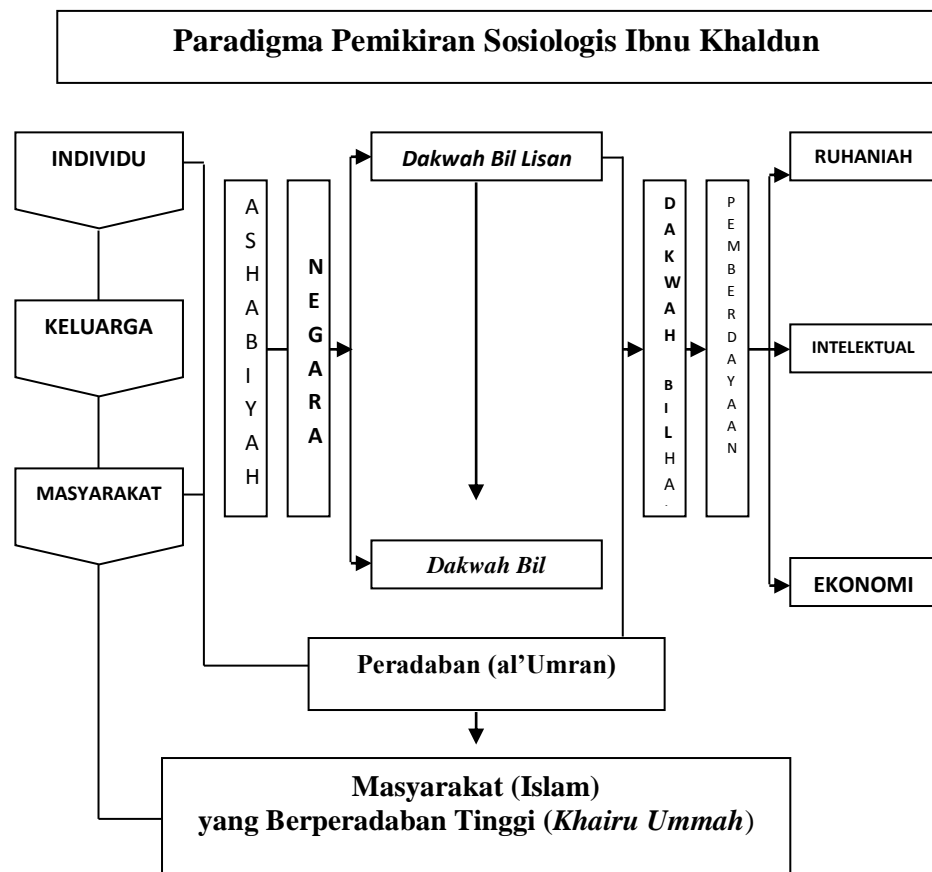 Paradigma Pemikiran Sosiologis Ibnu Khaldun
INDIVIDU
KELUARGA
MASYARAKAT
ASHABIYAH
NEGARA
Dakwah Bil Lisan
Dakwah Bil
DAKWAH BILHA
PEMBERDAYAAN
RUHANIAH
INTELEKTUAL
EKONOMI
Peradaban (al’Umran)
Masyarakat (Islam)
yang Berperadaban Tinggi (Khairu Ummah)